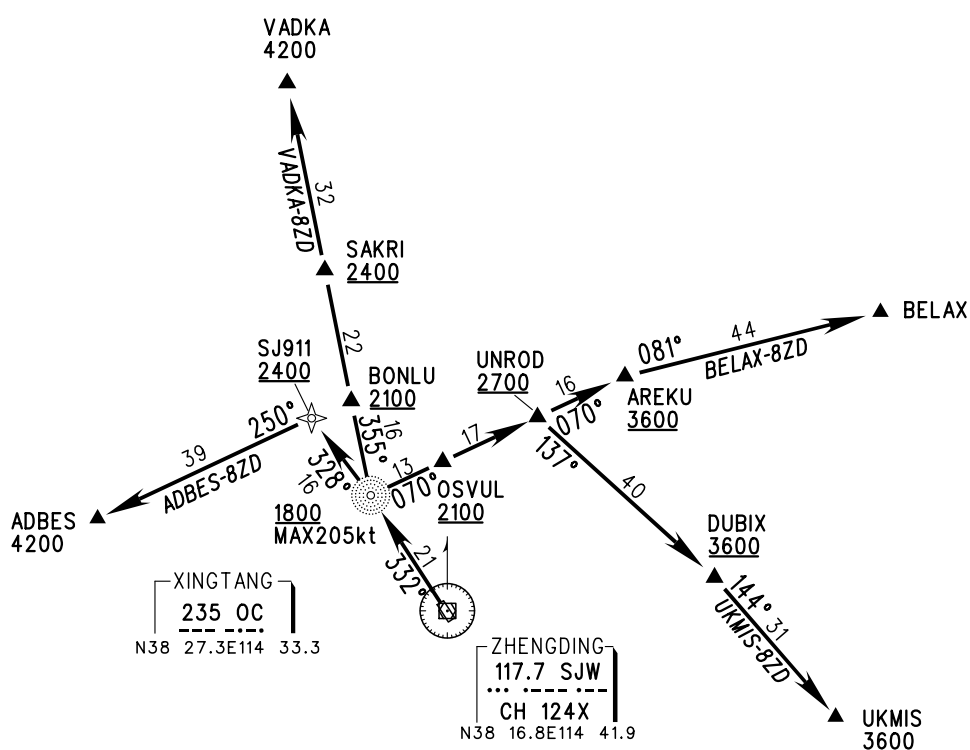 VADKA
4200
VADKA-8ZD
32
SAKRI
2400
22
SJ911
2400
BONLU
2100
UNROD
2700
BELAX
44
081°
BELAX-8ZD
16
070°
AREKU
3600
250°
39
ADBES-8ZD
ADBES
4200
328°
16
16
355°
13
070°
17
OSVUL
2100
137°
40
1800
MAX205kt
21
332°
DUBIX
3600
144°
31
UKMIS-8ZD
UKMIS
3600
XINGTANG
235 OC
N38 27.3E114 33.3
ZHENGDING
117.7 SJW
CH 124X
N38 16.8E114 41.9